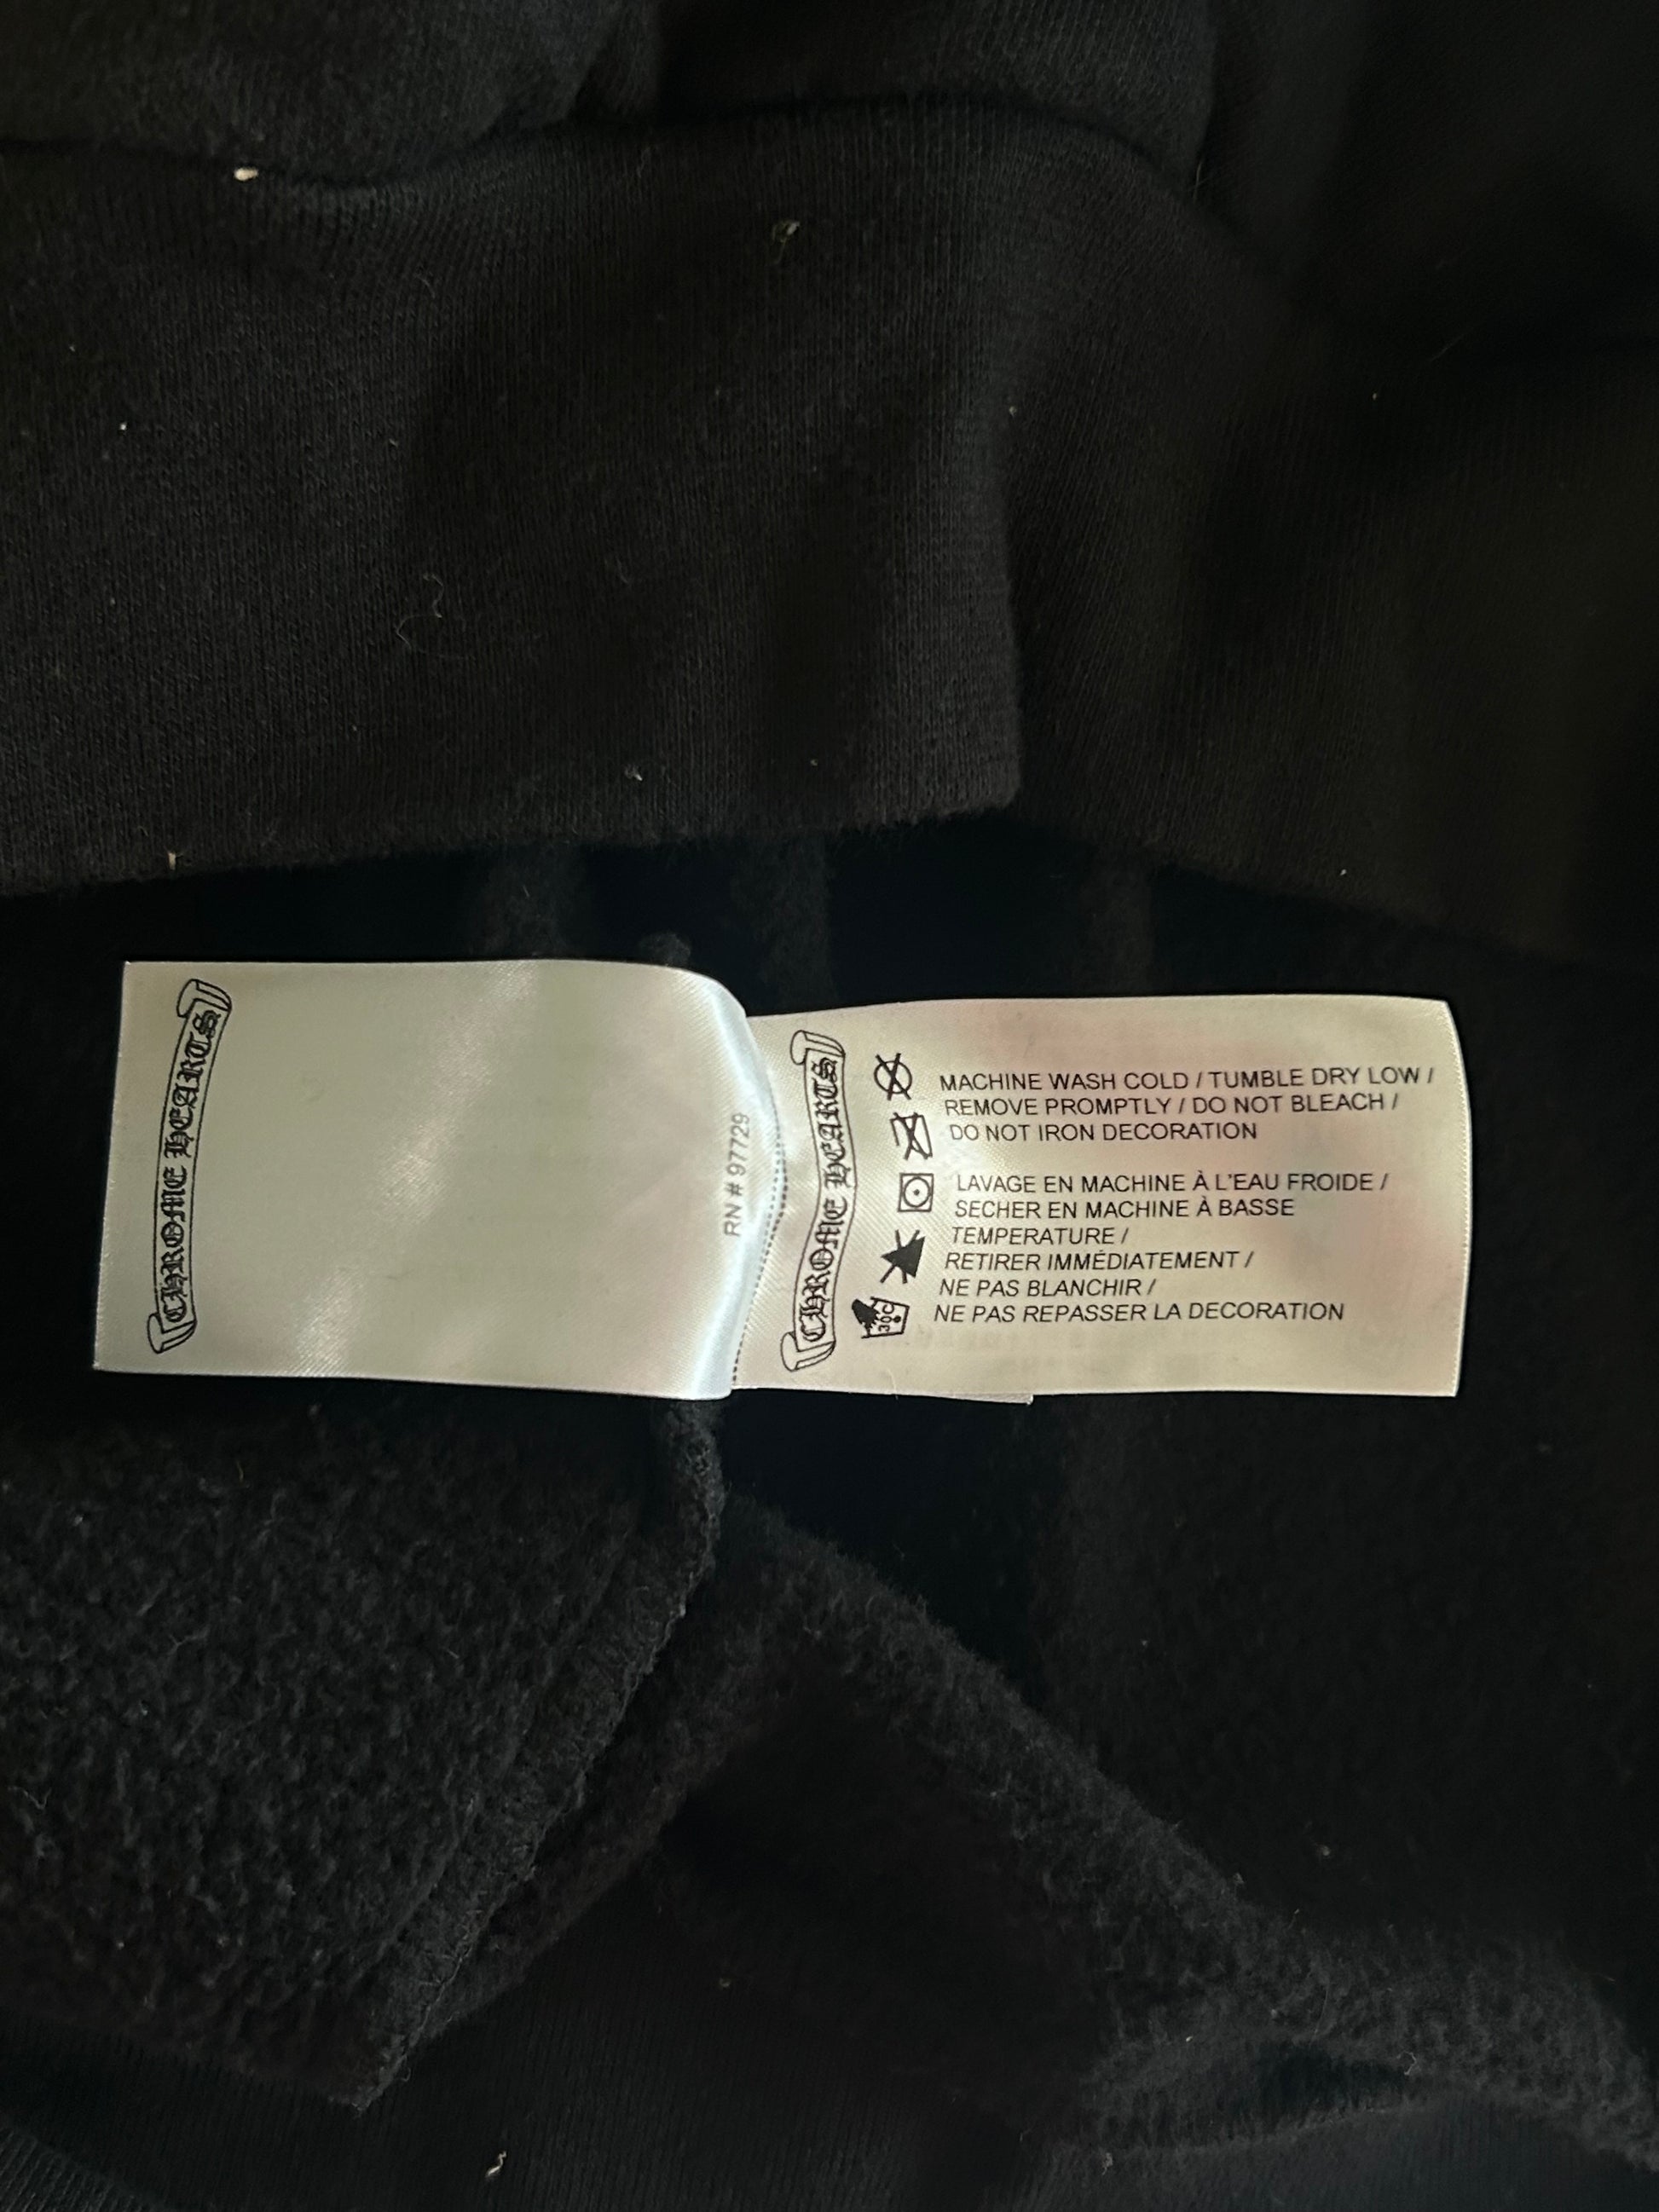 CHROME HEARTS
RN # 97729
CHROME HEARTS
MACHINE WASH COLD / TUMBLE DRY LOW /
REMOVE PROMPTLY / DO NOT BLEACH /
DO NOT IRON DECORATION
LAVAGE EN MACHINE À L'EAU FROIDE /
SECHER EN MACHINE À BASSE
TEMPERATURE /
RETIRER IMMÉDIATEMENT /
NE PAS BLANCHIR /
NE PAS REPASSER LA DECORATION
30C